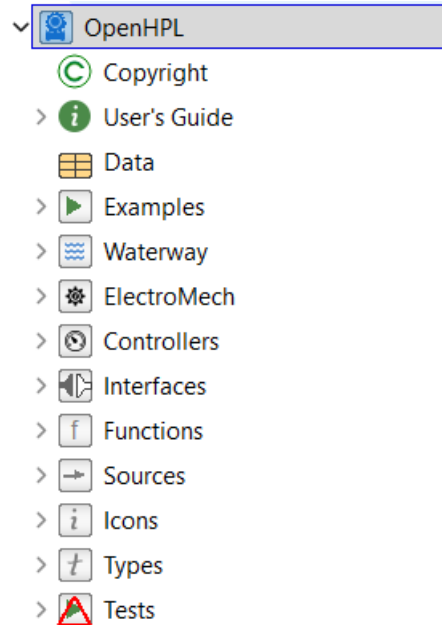 OpenHPL
Copyright
User's Guide
Data
Examples
Waterway
ElectroMech
Controllers
Interfaces
Functions
Sources
Icons
Types
Tests